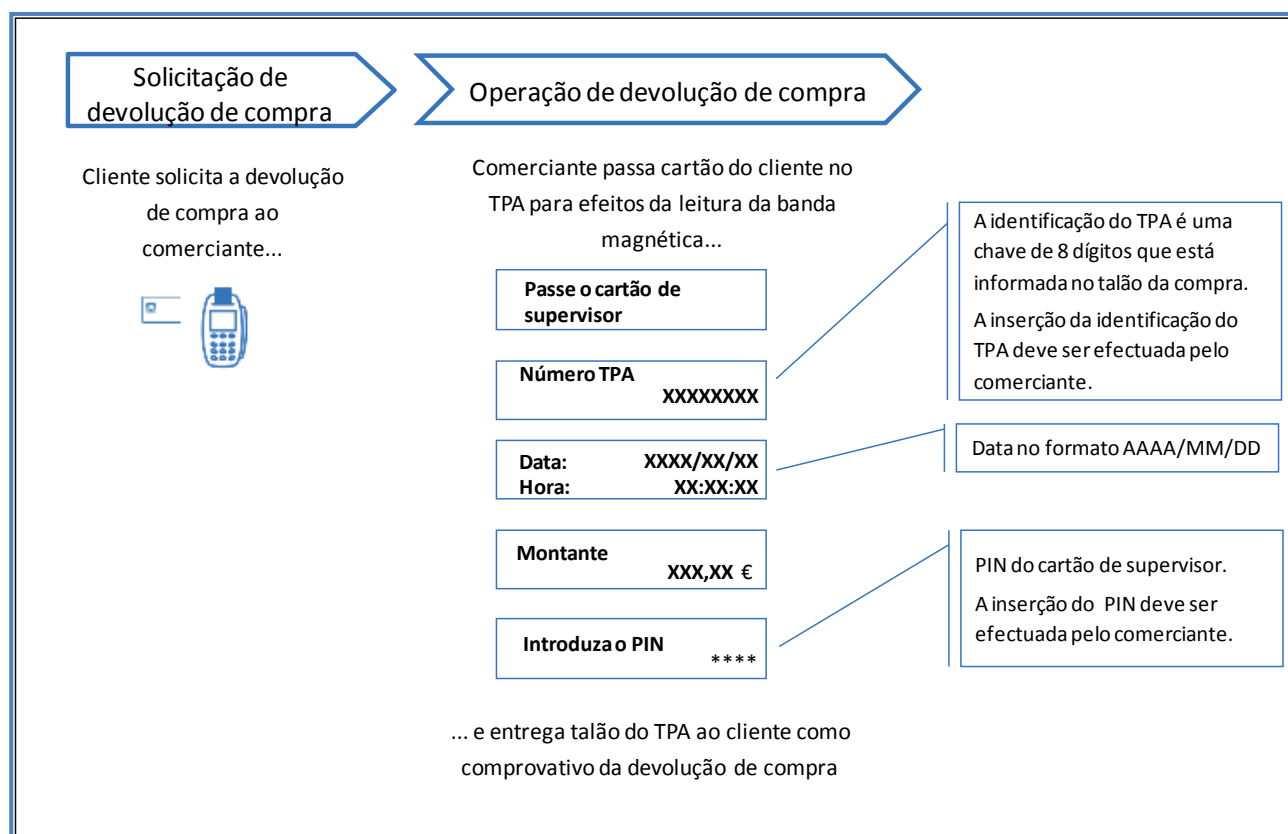 Solicitação de
devolução de compra
Operação de devolução de compra
Cliente solicita a devolução
de compra ao
comerciante...
Comerciante passa cartão do cliente no
TPA para efeitos da leitura da banda
magnética...
Passe o cartão de
supervisor
Número TPA
XXXXXXXX
Data: XXXX/XX/XX
Hora: XX:XX:XX
Montante
XXX,XX €
Introduza o PIN
****
... e entrega talão do TPA ao cliente como
comprovativo da devolução de compra
A identificação do TPA é uma
chave de 8 dígitos que está
informada no talão da compra.
A inserção da identificação do
TPA deve ser efectuada pelo
comerciante.
Data no formato AAAA/MM/DD
PIN do cartão de supervisor.
A inserção do PIN deve ser
efectuada pelo comerciante.